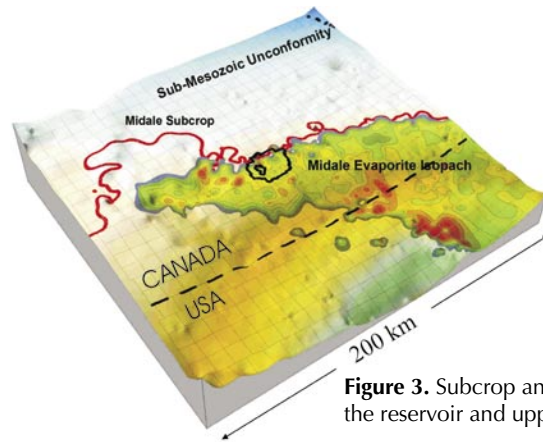 Sub-Mesozoic Unconformity
Midale Subcrop
Midale Evaporite Isopach
CANADA
USA
200 km
Figure 3. Subcrop an
the reservoir and upp